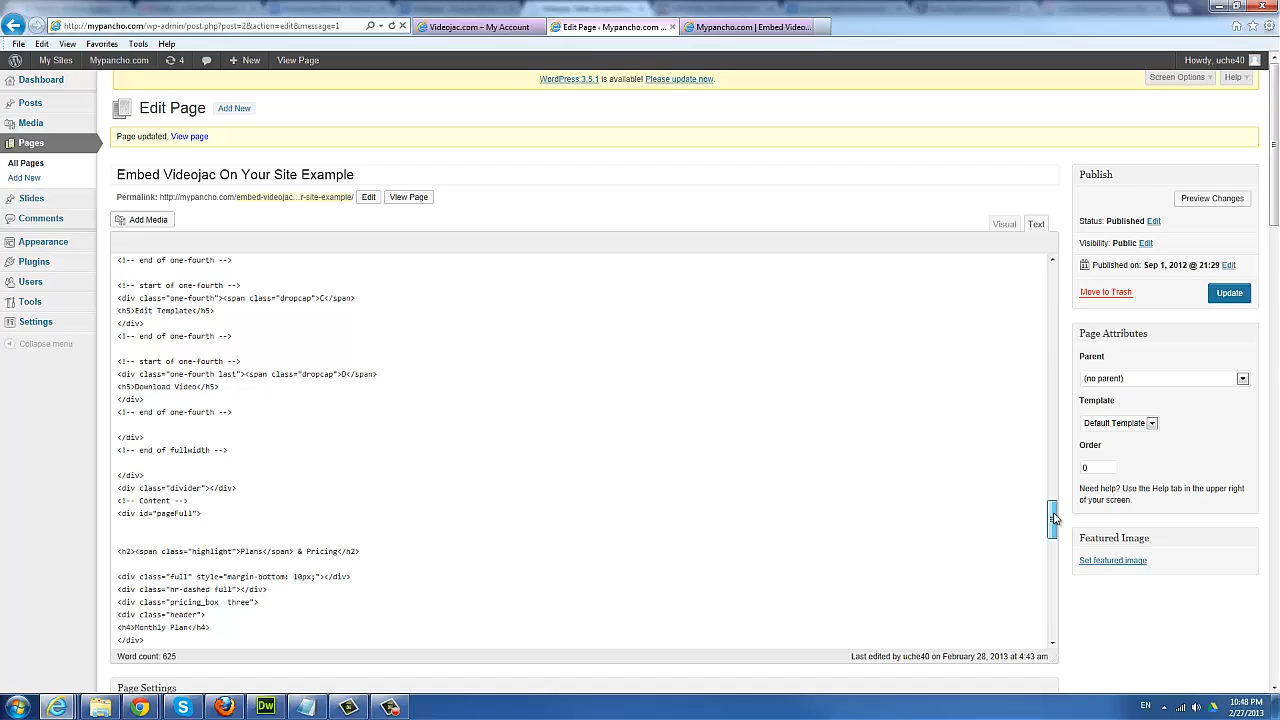 http://mypancho.com/wp-admin/post.php?post=2&action=edit&message=1
Videojac.com – My Account
Edit Page ‹ Mypancho.com ...
Mypancho.com | Embed Video...
File Edit View Favorites Tools Help
My Sites Mypancho.com 4 New View Page Howdy, uche40
WordPress 3.5.1 is available! Please update now.
Screen Options Help
Dashboard
Posts
Media
Pages
All Pages
Add New
Slides
Comments
Appearance
Plugins
Users
Tools
Settings
Collapse menu
Edit Page Add New
Page updated. View page
Embed Videojac On Your Site Example
Permalink: http://mypancho.com/embed-videojac...r-site-example/ Edit View Page
Add Media
Visual Text
<!-- end of one-fourth -->
<!-- start of one-fourth -->
<div class="one-fourth"><span class="dropcap">C</span>
<h5>Edit Template</h5>
</div>
<!-- end of one-fourth -->
<!-- start of one-fourth -->
<div class="one-fourth last"><span class="dropcap">D</span>
<h5>Download Video</h5>
</div>
<!-- end of one-fourth -->
</div>
<!-- end of fullwidth -->
</div>
<div class="divider"></div>
<!-- Content -->
<div id="pageFull">
<h2><span class="highlight">Plans</span> & Pricing</h2>
<div class="full" style="margin-bottom: 10px;"></div>
<div class="hr-dashed full"></div>
<div class="pricing_box  three">
<div class="header">
<h4>Monthly Plan</h4>
</div>
Word count: 625
Last edited by uche40 on February 28, 2013 at 4:43 am
Page Settings
Publish
Preview Changes
Status: Published Edit
Visibility: Public Edit
Published on: Sep 1, 2012 @ 21:29 Edit
Move to Trash
Update
Page Attributes
Parent
(no parent)
Template
Default Template
Order
0
Need help? Use the Help tab in the upper right
of your screen.
Featured Image
Set featured image
Dw
EN
10:48 PM
2/27/2013